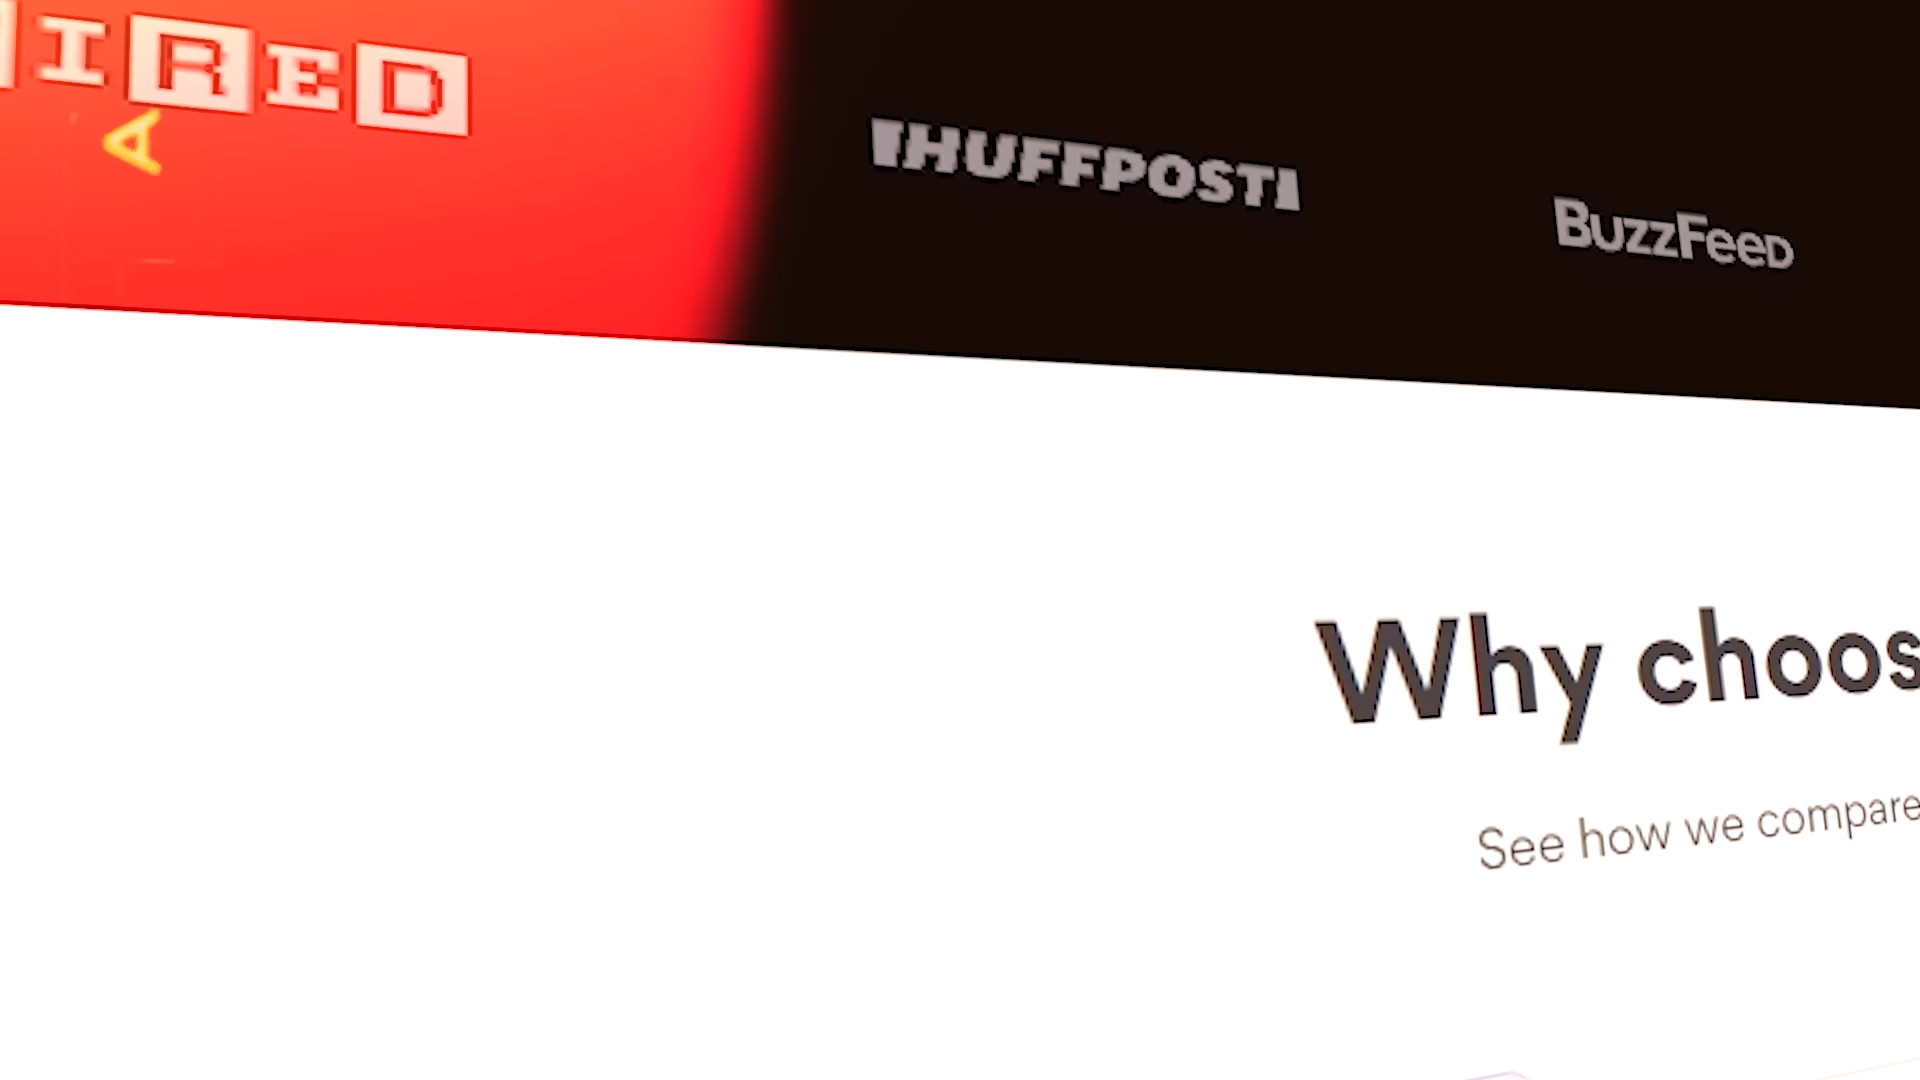 IRED
A
HUFFPOST
BuzzFeeD
Why choos
See how we compare